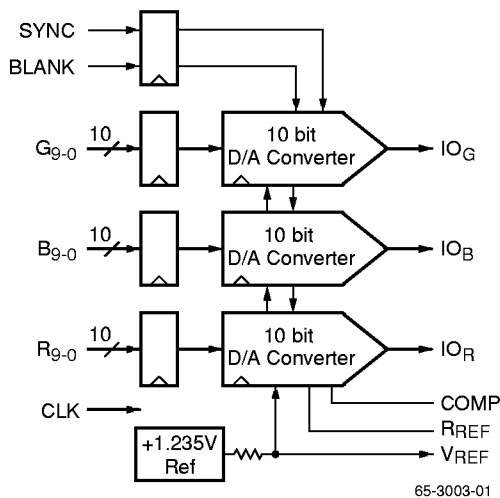 SYNC
BLANK
10
G9-0
10 bit
D/A Converter
IOG
10
B9-0
10 bit
D/A Converter
IOB
10
R9-0
10 bit
D/A Converter
IOR
CLK
COMP
RREF
+1.235V
Ref
VREF
65-3003-01